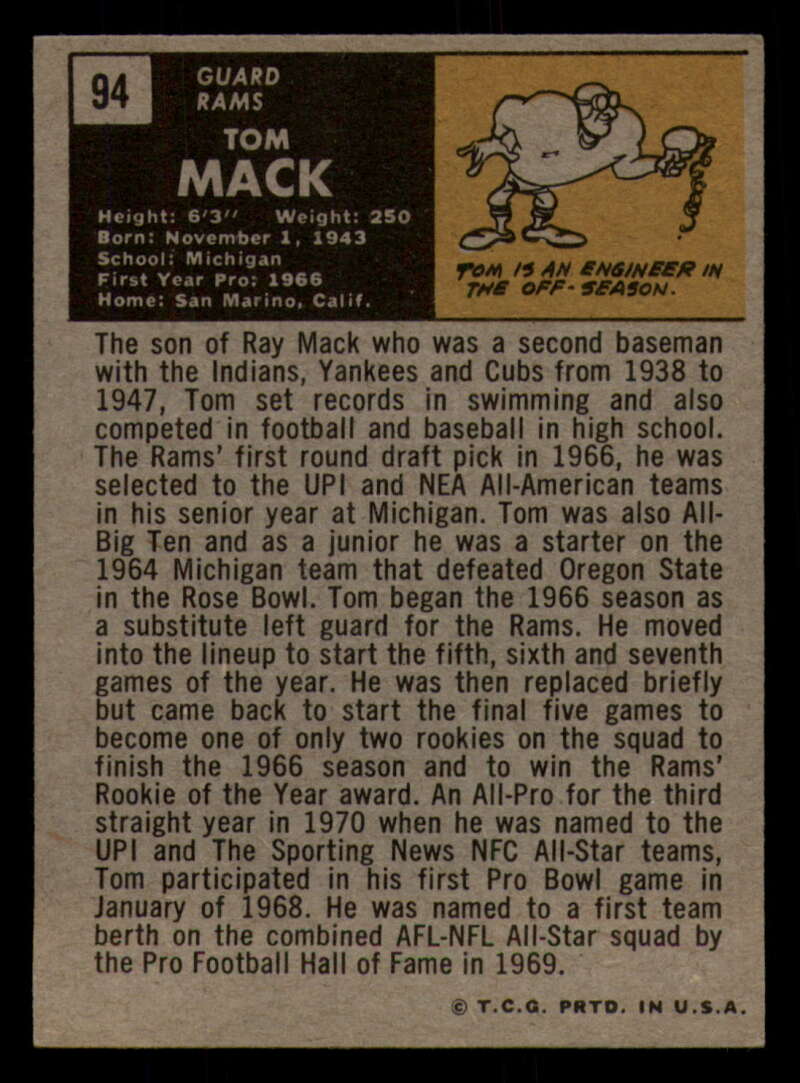 94
GUARD
RAMS
TOM
MACK
Height: 6'3" Weight: 250
Born: November 1, 1943
School: Michigan
First Year Pro: 1966
Home: San Marino, Calif.
TOM IS AN ENGINEER IN
THE OFF-SEASON.
The son of Ray Mack who was a second baseman
with the Indians, Yankees and Cubs from 1938 to
1947, Tom set records in swimming and also
competed in football and baseball in high school.
The Rams' first round draft pick in 1966, he was
selected to the UPI and NEA All-American teams
in his senior year at Michigan. Tom was also All-
Big Ten and as a junior he was a starter on the
1964 Michigan team that defeated Oregon State
in the Rose Bowl. Tom began the 1966 season as
a substitute left guard for the Rams. He moved
into the lineup to start the fifth, sixth and seventh
games of the year. He was then replaced briefly
but came back to start the final five games to
become one of only two rookies on the squad to
finish the 1966 season and to win the Rams'
Rookie of the Year award. An All-Pro for the third
straight year in 1970 when he was named to the
UPI and The Sporting News NFC All-Star teams,
Tom participated in his first Pro Bowl game in
January of 1968. He was named to a first team
berth on the combined AFL-NFL All-Star squad by
the Pro Football Hall of Fame in 1969.
© T.C.G. PRTD. IN U.S.A.